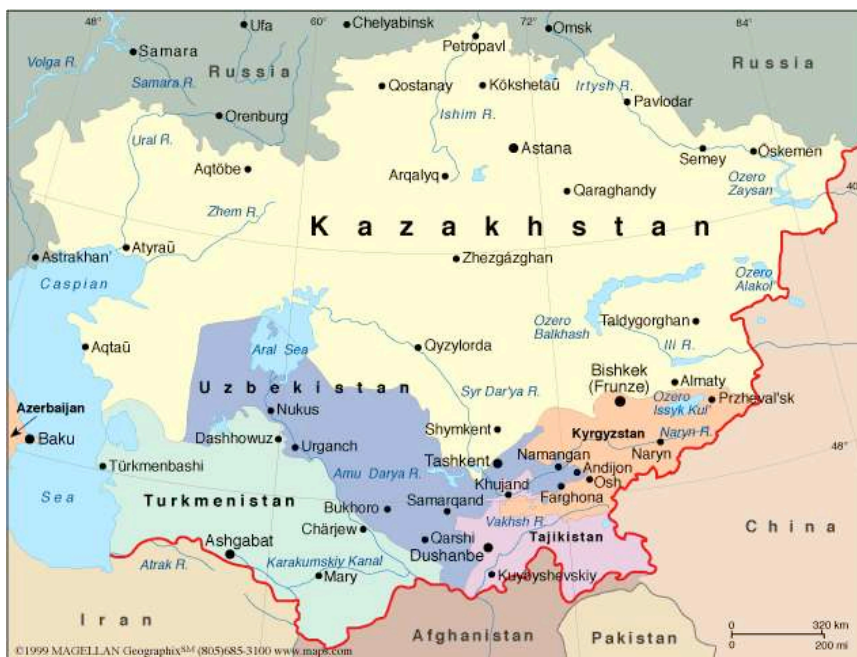 48°
60°
72°
84°
Ufa
Chelyabinsk
Omsk
Samara
Petropavl
Volga R.
Samara R.
Russia
Russia
Qostanay
Kökshetaū
Irtysh R.
Pavlodar
Orenburg
Ishim R.
Ural R.
Astana
Semey
Öskemen
Aqtöbe
Arqalyq
Qaraghandy
Ozero
Zaysan
Zhem R.
Kazakhstan
Atyraū
Astrakhan'
Zhezgázghan
Caspian
Ozero
Alakol'
Aral Sea
Ozero
Balkhash
Taldygorghan
Ili R.
Aqtaū
Qyzylorda
Uzbekistan
Syr Dar'ya R.
Bishkek
(Frunze)
Almaty
Azerbaijan
Ozero
Issyk Kul'
Przheval'sk
Nukus
Shymkent
Kyrgyzstan
Naryn R.
Baku
Dashhowuz
Urganch
Naryn
48°
Türkmenbashi
Tashkent
Namangan
Andijon
Osh
Amu Darya R.
Khujand
Farghona
Sea
Turkmenistan
Bukhoro
Samarqand
Chärjew
Vakhsh R.
China
Ashgabat
Qarshi
Dushanbe
Tajikistan
Atrak R.
Karakumskiy Kanal
Mary
Kuybyshevskiy
Iran
Afghanistan
Pakistan
0 320 km
0 200 mi
©1999 MAGELLAN Geographix℠ (805)685-3100 www.maps.com